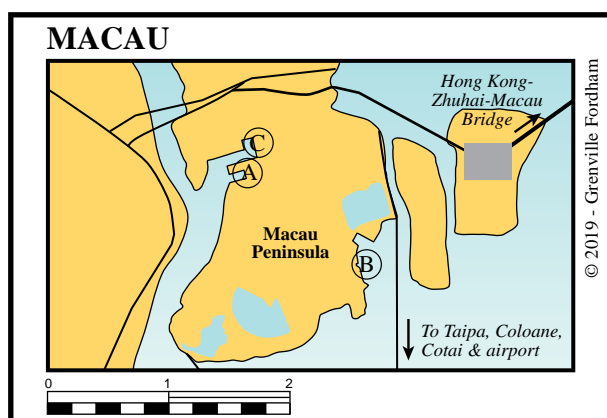 MACAU
Hong Kong-
Zhuhai-Macau
Bridge
C
A
Macau
Peninsula
B
To Taipa, Coloane,
Cotai & airport
© 2019 - Grenville Fordham
0 1 2